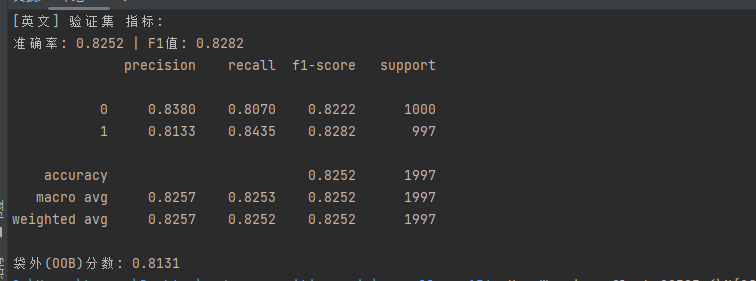 [英文] 验证集 指标:
准确率: 0.8252 | F1值: 0.8282
precision recall f1-score support
0 0.8380 0.8070 0.8222 1000
1 0.8133 0.8435 0.8282 997
accuracy 0.8252 1997
macro avg 0.8257 0.8253 0.8252 1997
weighted avg 0.8257 0.8252 0.8252 1997
袋外(OOB)分数: 0.8131